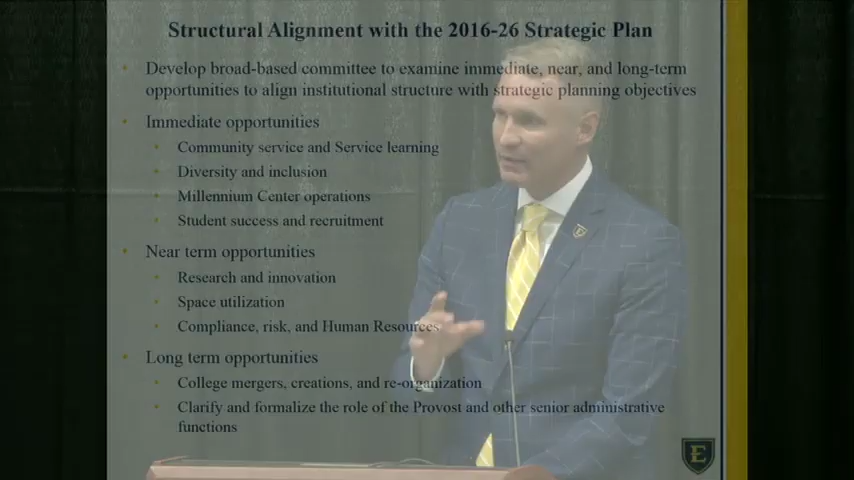 Structural Alignment with the 2016-26 Strategic Plan
Develop broad-based committee to examine immediate, near, and long-term
opportunities to align institutional structure with strategic planning objectives
Immediate opportunities
Community service and Service learning
Diversity and inclusion
Millennium Center operations
Student success and recruitment
Near term opportunities
Research and innovation
Space utilization
Compliance, risk, and Human Resources
Long term opportunities
College mergers, creations, and re-organization
Clarify and formalize the role of the Provost and other senior administrative
functions
E